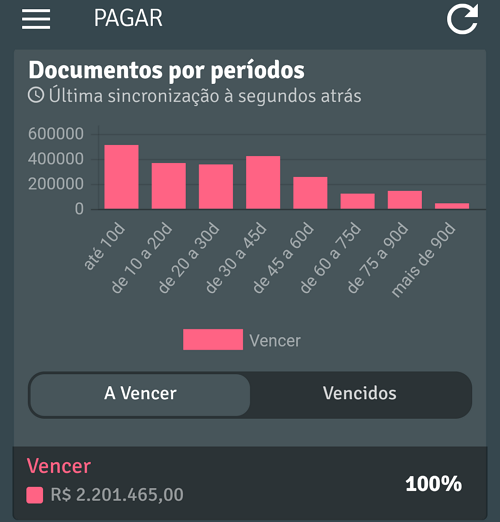 PAGAR
Documentos por períodos
Última sincronização à segundos atrás
600000
400000
200000
0
até 10d
de 10 a 20d
de 20 a 30d
de 30 a 45d
de 45 a 60d
de 60 a 75d
de 75 a 90d
mais de 90d
Vencer
A Vencer Vencidos
Vencer
R$ 2.201.465,00
100%